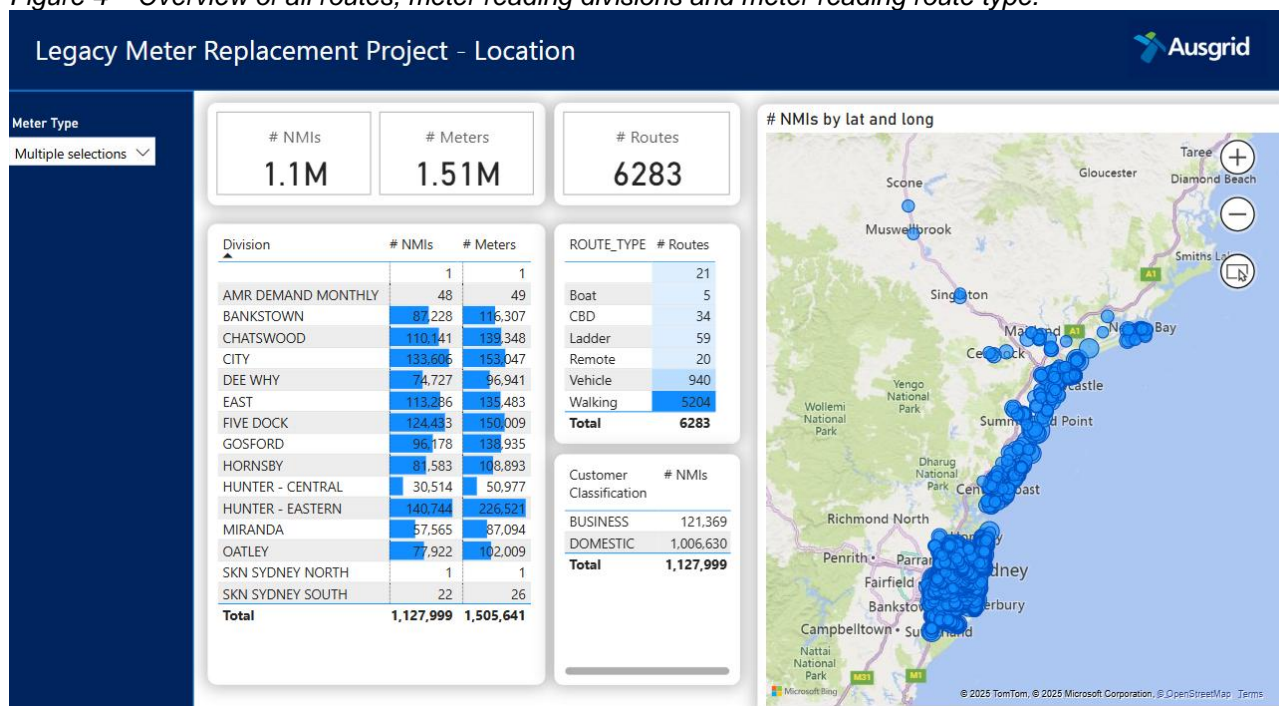 Figure 4 – Overview of all routes, meter reading divisions and meter reading route type.
Legacy Meter Replacement Project - Location
Ausgrid
Meter Type
Multiple selections
# NMIs
1.1M
# Meters
1.51M
# Routes
6283
Division # NMIs # Meters
1 1
AMR DEMAND MONTHLY 48 49
BANKSTOWN 87,228 116,307
CHATSWOOD 110,141 139,348
CITY 133,606 153,047
DEE WHY 74,727 96,941
EAST 113,286 135,483
FIVE DOCK 124,433 150,009
GOSFORD 96,178 138,935
HORNSBY 81,583 108,893
HUNTER - CENTRAL 30,514 50,977
HUNTER - EASTERN 140,744 226,521
MIRANDA 57,565 87,094
OATLEY 77,922 102,009
SKN SYDNEY NORTH 1 1
SKN SYDNEY SOUTH 22 26
Total 1,127,999 1,505,641
ROUTE_TYPE # Routes
21
Boat 5
CBD 34
Ladder 59
Remote 20
Vehicle 940
Walking 5204
Total 6283
Customer Classification # NMIs
BUSINESS 121,369
DOMESTIC 1,006,630
Total 1,127,999
# NMIs by lat and long
Taree
Gloucester
Diamond Beach
Scone
Muswellbrook
Smiths
A1
Singleton
A1
Bay
Yengo
National
Park
Wollemi
National
Park
Point
Dharug
National
Park
Richmond North
Penrith
Fairfield
Campbelltown
Nattai
National
Park
M31
M1
Microsoft Bing
© 2025 TomTom, © 2025 Microsoft Corporation, © OpenStreetMap Terms